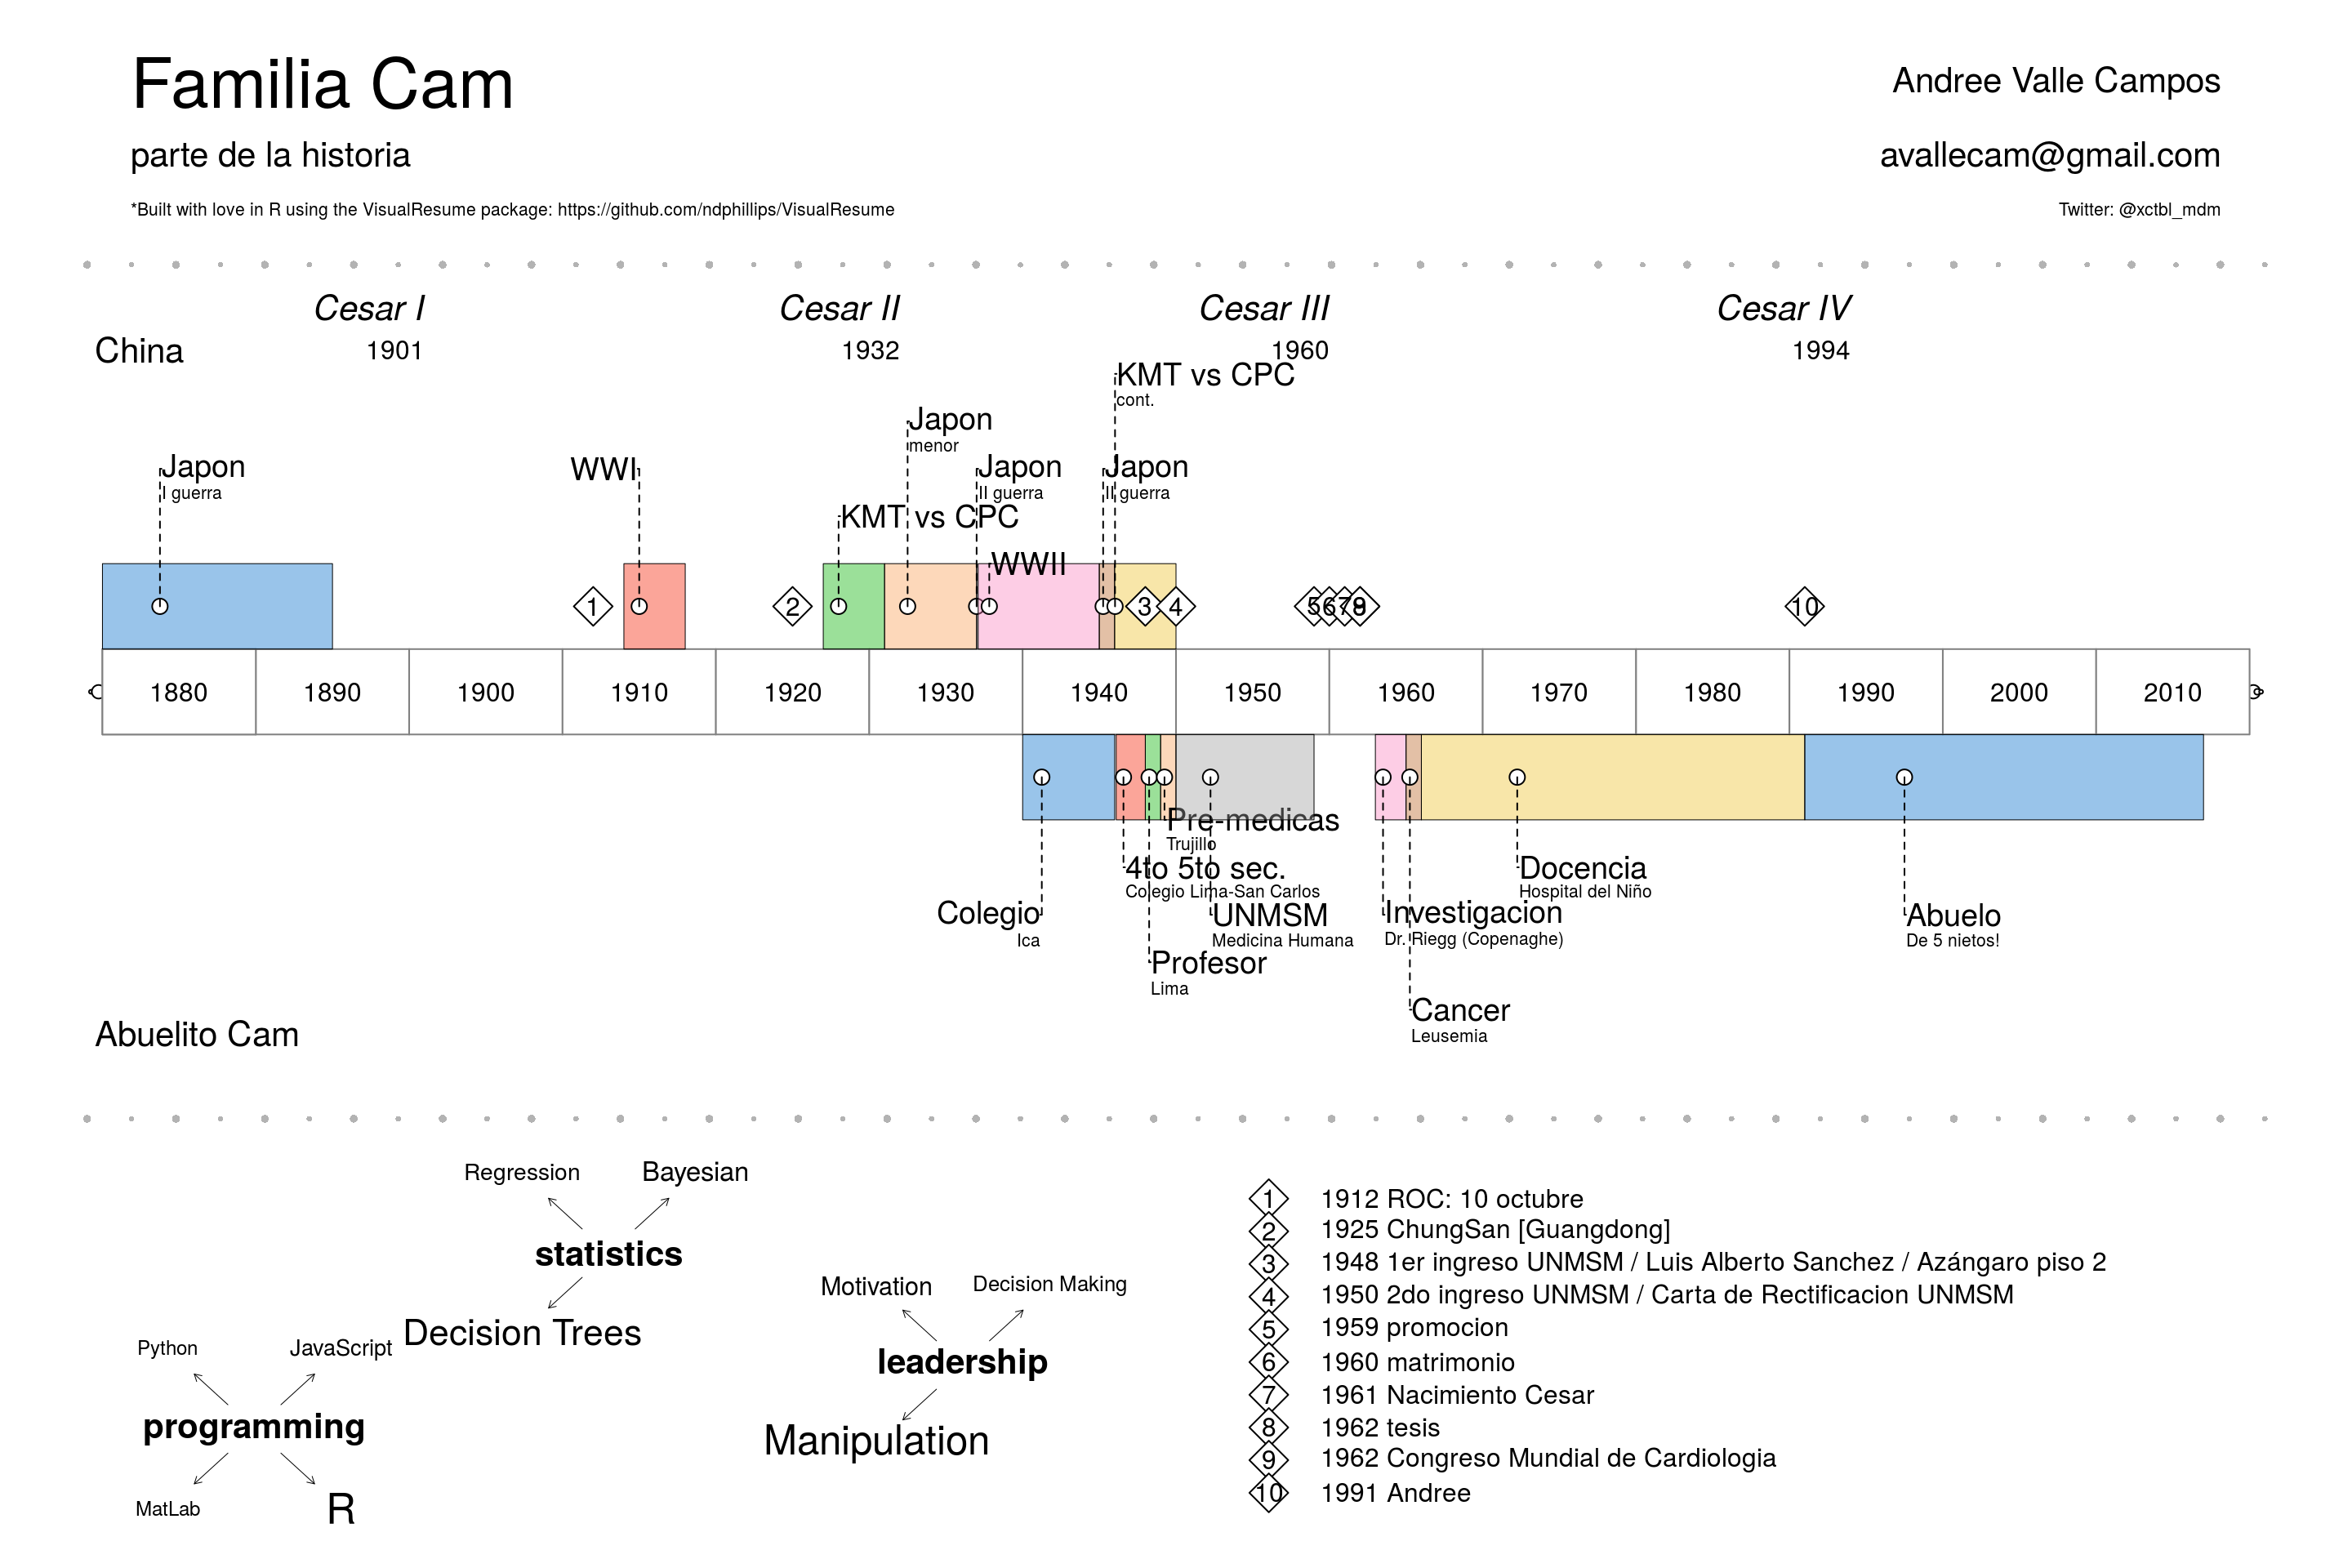 Familia Cam
Andree Valle Campos
parte de la historia
avallecam@gmail.com
*Built with love in R using the VisualResume package: https://github.com/ndphillips/VisualResume
Twitter: @xctbl_mdm
Cesar I
Cesar II
Cesar III
Cesar IV
China
1901
1932
1960
1994
KMT vs CPC
cont.
Japon
menor
Japon
I guerra
WWI
Japon
II guerra
Japon
II guerra
KMT vs CPC
WWII
1
2
3
4
5
6
7
8
9
10
1880
1890
1900
1910
1920
1930
1940
1950
1960
1970
1980
1990
2000
2010
Pre-medicas
Trujillo
4to 5to sec.
Colegio Lima-San Carlos
Docencia
Hospital del Niño
Colegio
Ica
UNMSM
Medicina Humana
Investigacion
Dr. Riegg (Copenaghe)
Abuelo
De 5 nietos!
Profesor
Lima
Cancer
Leusemia
Abuelito Cam
Regression
Bayesian
statistics
Decision Trees
Python
JavaScript
programming
MatLab
R
Motivation
Decision Making
leadership
Manipulation
1 1912 ROC: 10 octubre
2 1925 ChungSan [Guangdong]
3 1948 1er ingreso UNMSM / Luis Alberto Sanchez / Azángaro piso 2
4 1950 2do ingreso UNMSM / Carta de Rectificacion UNMSM
5 1959 promocion
6 1960 matrimonio
7 1961 Nacimiento Cesar
8 1962 tesis
9 1962 Congreso Mundial de Cardiologia
10 1991 Andree